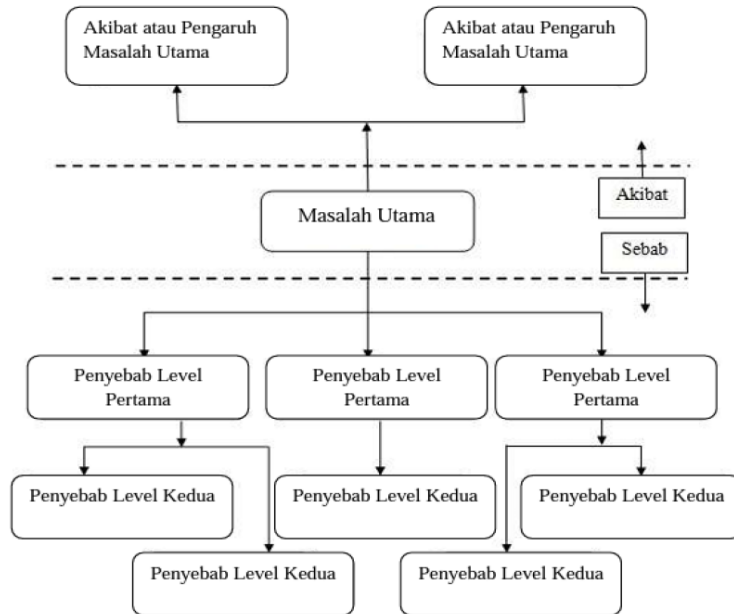 Akibat atau Pengaruh
Masalah Utama
Akibat atau Pengaruh
Masalah Utama
Akibat
Masalah Utama
Sebab
Penyebab Level
Pertama
Penyebab Level
Pertama
Penyebab Level
Pertama
Penyebab Level Kedua
Penyebab Level Kedua
Penyebab Level Kedua
Penyebab Level Kedua
Penyebab Level Kedua